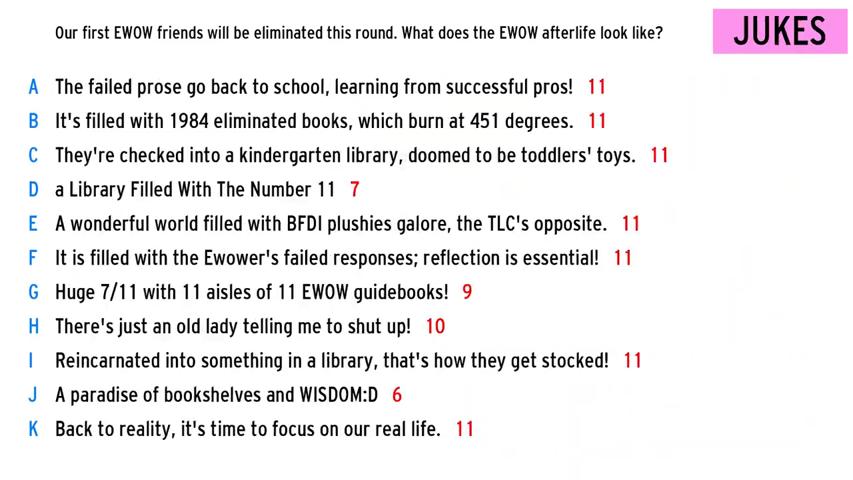 Our first EWOW friends will be eliminated this round. What does the EWOW afterlife look like?
JUKES
A The failed prose go back to school, learning from successful pros! 11
B It's filled with 1984 eliminated books, which burn at 451 degrees. 11
C They're checked into a kindergarten library, doomed to be toddlers' toys. 11
D a Library Filled With The Number 11 7
E A wonderful world filled with BFDI plushies galore, the TLC's opposite. 11
F It is filled with the Ewower's failed responses; reflection is essential! 11
G Huge 7/11 with 11 aisles of 11 EWOW guidebooks! 9
H There's just an old lady telling me to shut up! 10
I Reincarnated into something in a library, that's how they get stocked! 11
J A paradise of bookshelves and WISDOM:D 6
K Back to reality, it's time to focus on our real life. 11